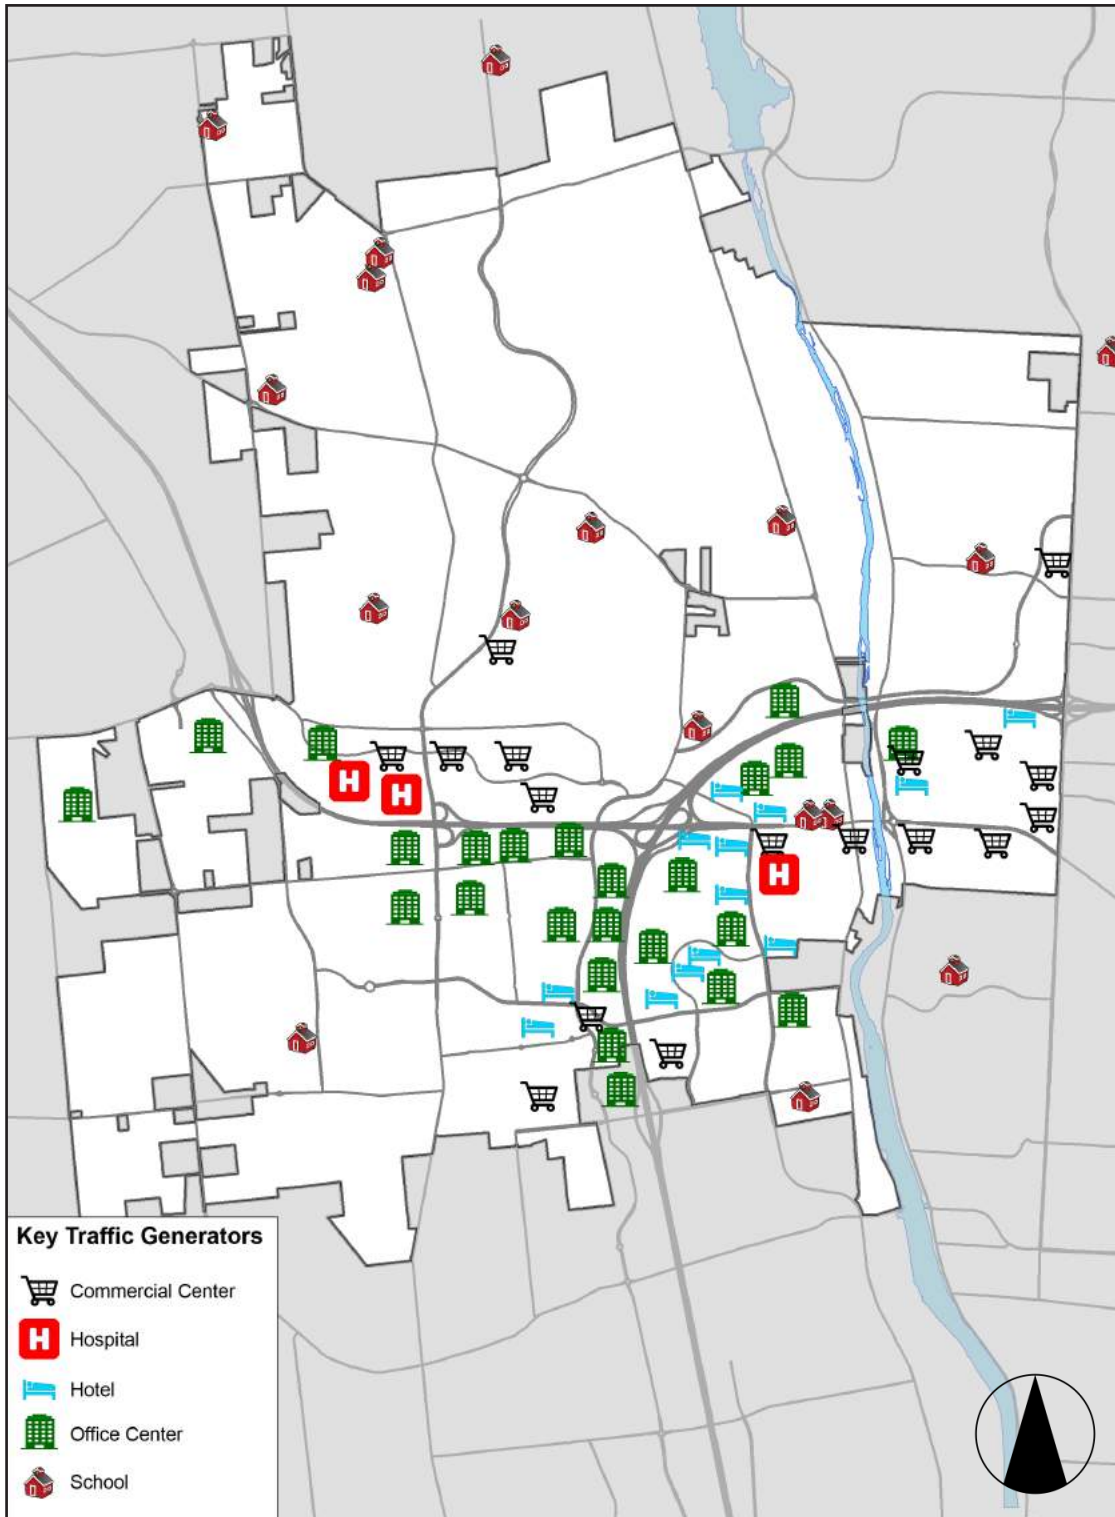 H
H
H
Key Traffic Generators
Commercial Center
H Hospital
Hotel
Office Center
School